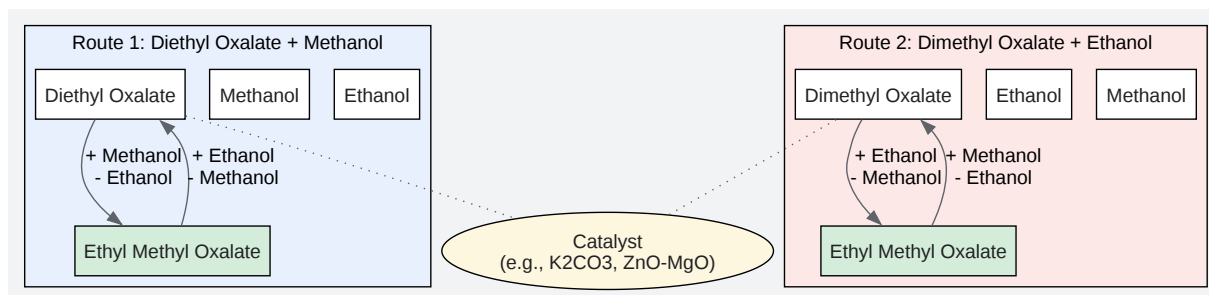 Route 1: Diethyl Oxalate + Methanol
Diethyl Oxalate
Methanol
Ethanol
+ Methanol
- Ethanol
+ Ethanol
- Methanol
Ethyl Methyl Oxalate
Catalyst
(e.g., K2CO3, ZnO-MgO)
Route 2: Dimethyl Oxalate + Ethanol
Dimethyl Oxalate
Ethanol
Methanol
+ Ethanol
- Methanol
+ Methanol
- Ethanol
Ethyl Methyl Oxalate